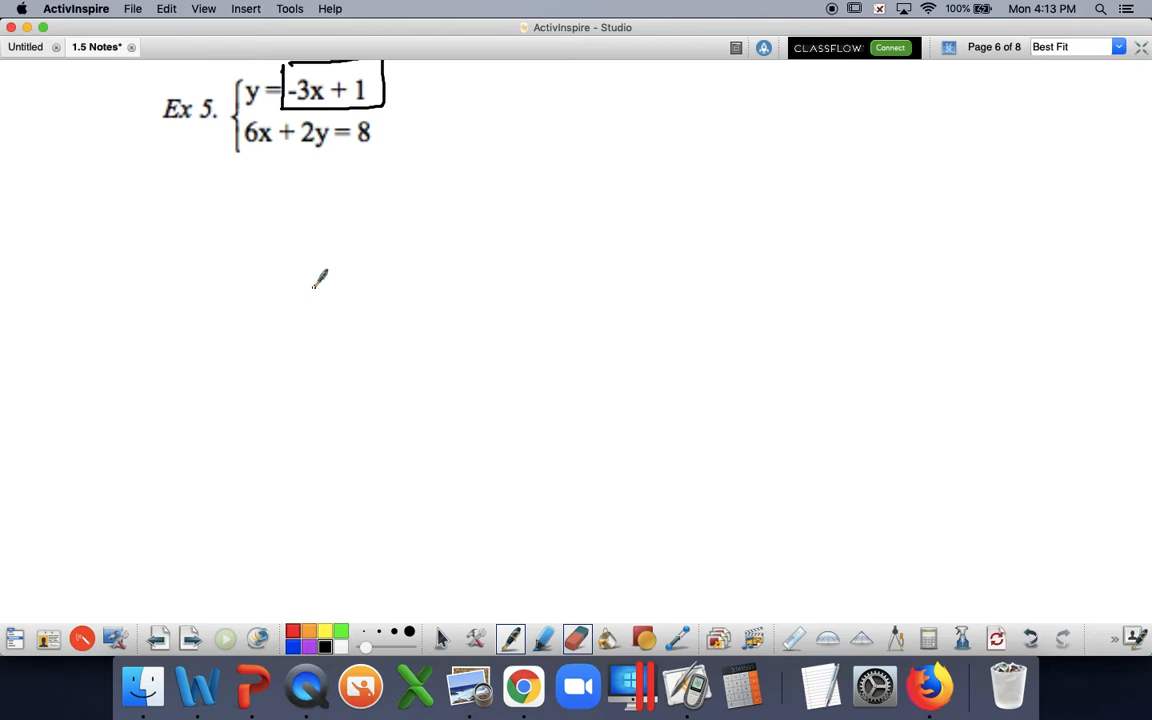 ActivInspire File Edit View Insert Tools Help 100% Mon 4:13 PM
ActivInspire - Studio
Untitled 1.5 Notes* CLASSFLOW Connect Page 6 of 8 Best Fit
y = -3x + 1
Ex 5.
6x + 2y = 8